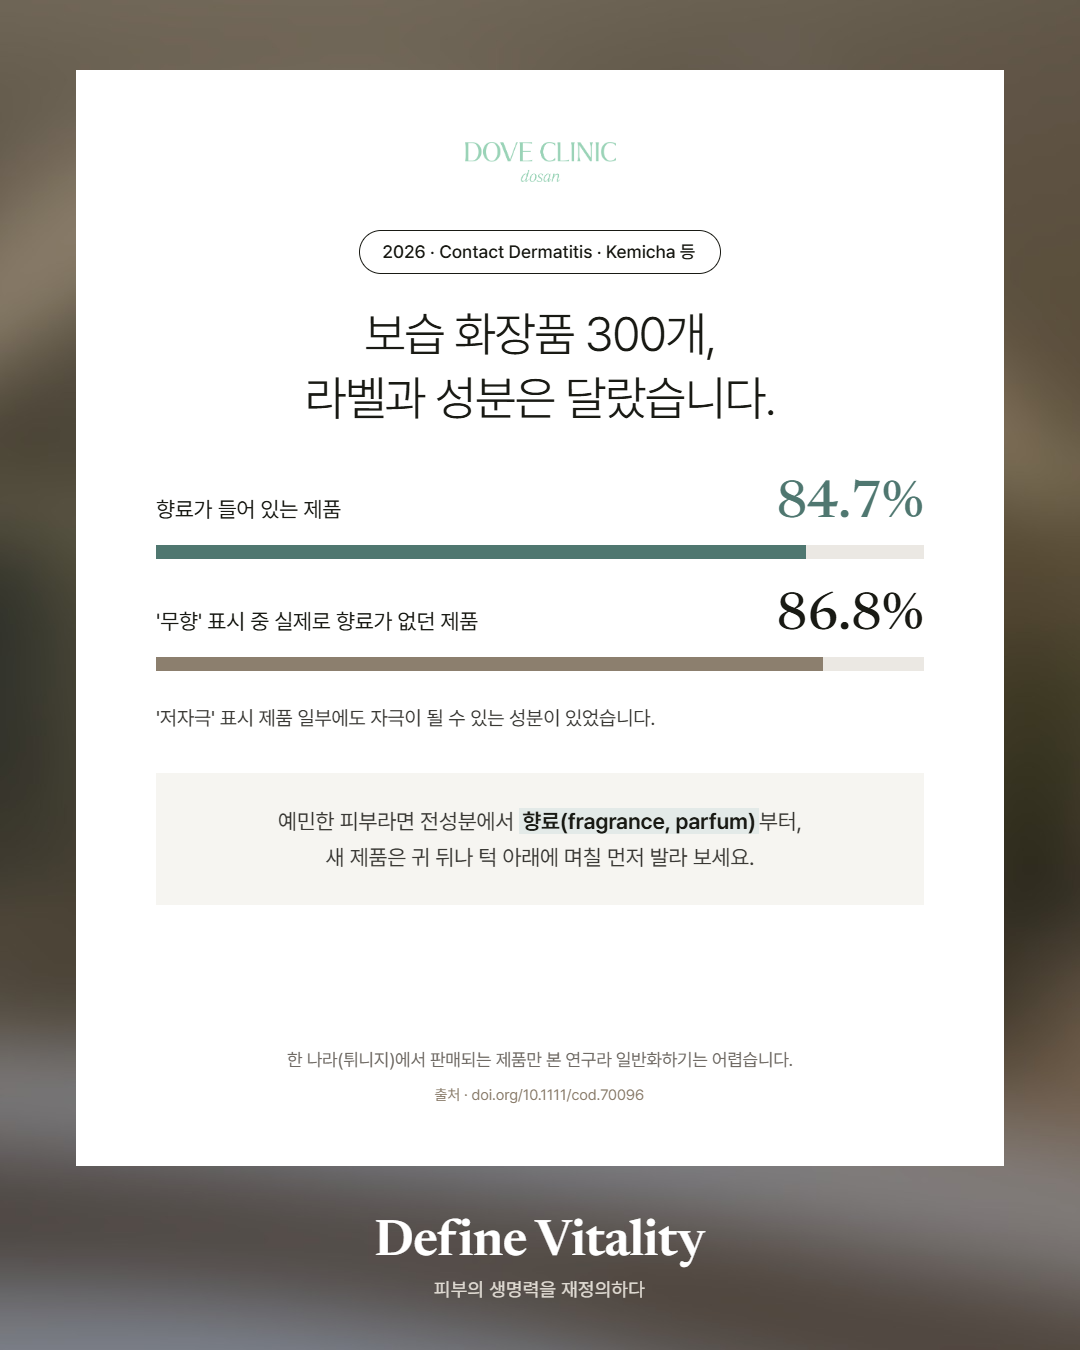 DOVE CLINIC
dosan
2026 · Contact Dermatitis · Kemicha 등
보습 화장품 300개,
라벨과 성분은 달랐습니다.
향료가 들어 있는 제품 84.7%
'무향' 표시 중 실제로 향료가 없던 제품 86.8%
'저자극' 표시 제품 일부에도 자극이 될 수 있는 성분이 있었습니다.
예민한 피부라면 전성분에서 향료(fragrance, parfum)부터,
새 제품은 귀 뒤나 턱 아래에 며칠 먼저 발라 보세요.
한 나라(튀니지)에서 판매되는 제품만 본 연구라 일반화하기는 어렵습니다.
출처 · doi.org/10.1111/cod.70096
Define Vitality
피부의 생명력을 재정의하다